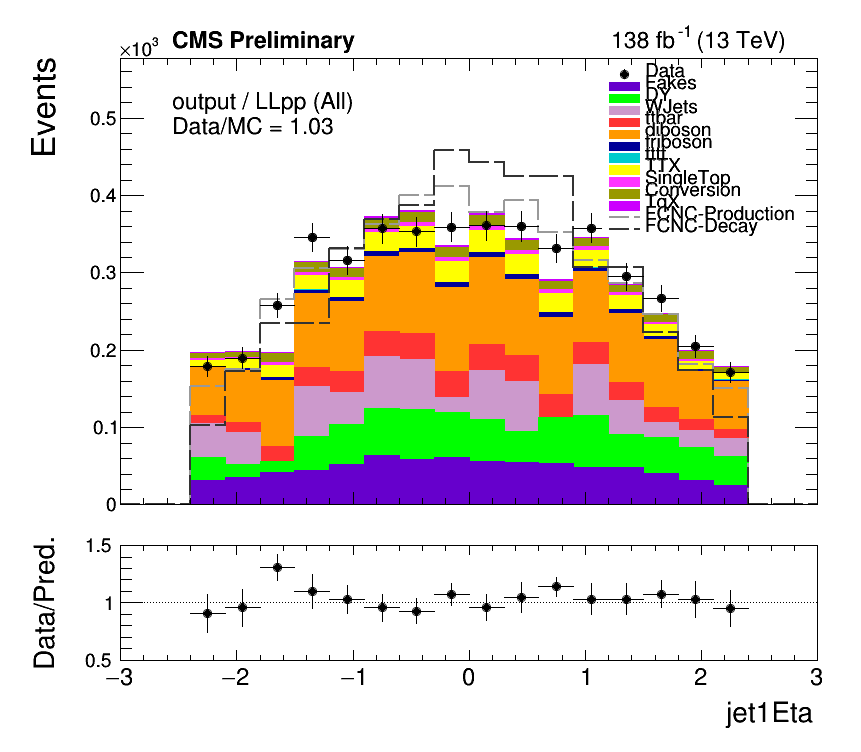 ×10³ CMS Preliminary 138 fb⁻¹ (13 TeV)
Events
output / LLpp (All)
Data/MC = 1.03
Data
Fakes
DY
WJets
ttbar
diboson
triboson
tttt
TTX
SingleTop
Conversion
TqX
FCNC-Production
FCNC-Decay
0.5
0.4
0.3
0.2
0.1
0
Data/Pred.
1.5
1
0.5
−3 −2 −1 0 1 2 3
jet1Eta